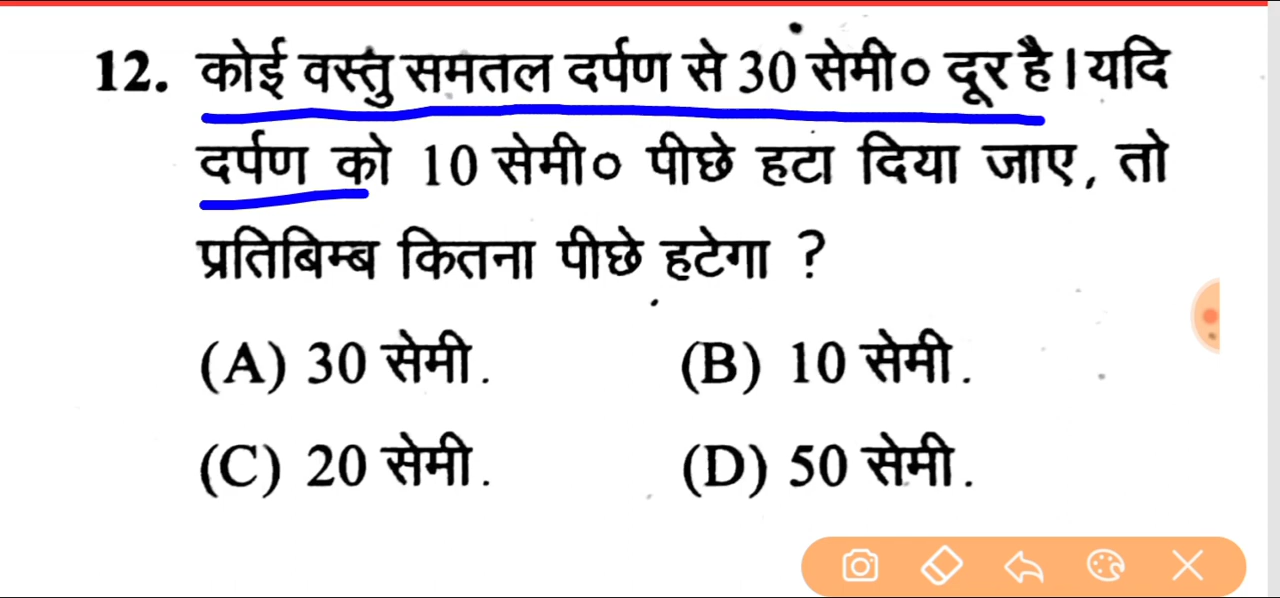 12. कोई वस्तु समतल दर्पण से 30 सेमी० दूर है। यदि
दर्पण को 10 सेमी० पीछे हटा दिया जाए, तो
प्रतिबिम्ब कितना पीछे हटेगा ?
(A) 30 सेमी. (B) 10 सेमी.
(C) 20 सेमी. (D) 50 सेमी.